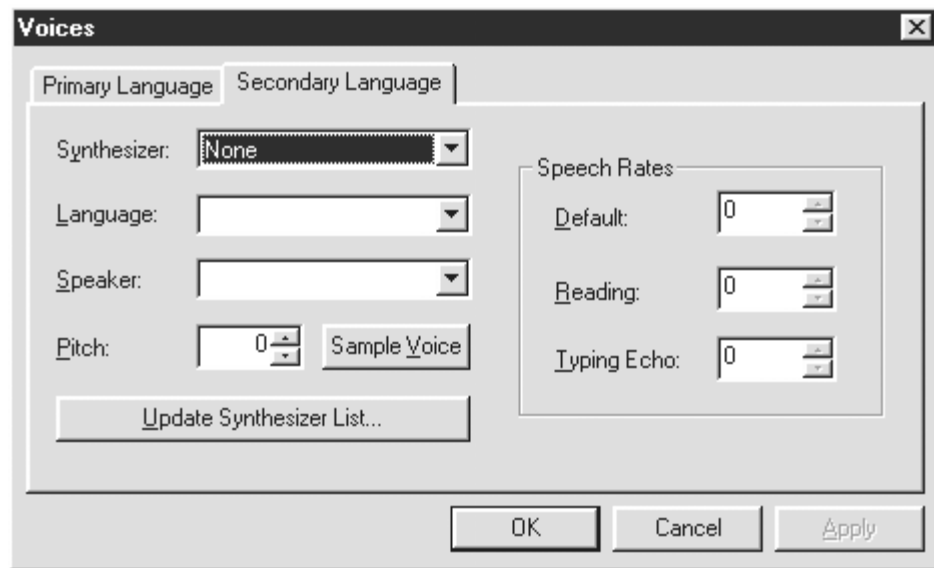 Voices
Primary Language Secondary Language
Synthesizer: None
Language:
Speaker:
Pitch: 0 Sample Voice
Update Synthesizer List...
Speech Rates
Default: 0
Reading: 0
Typing Echo: 0
OK Cancel Apply